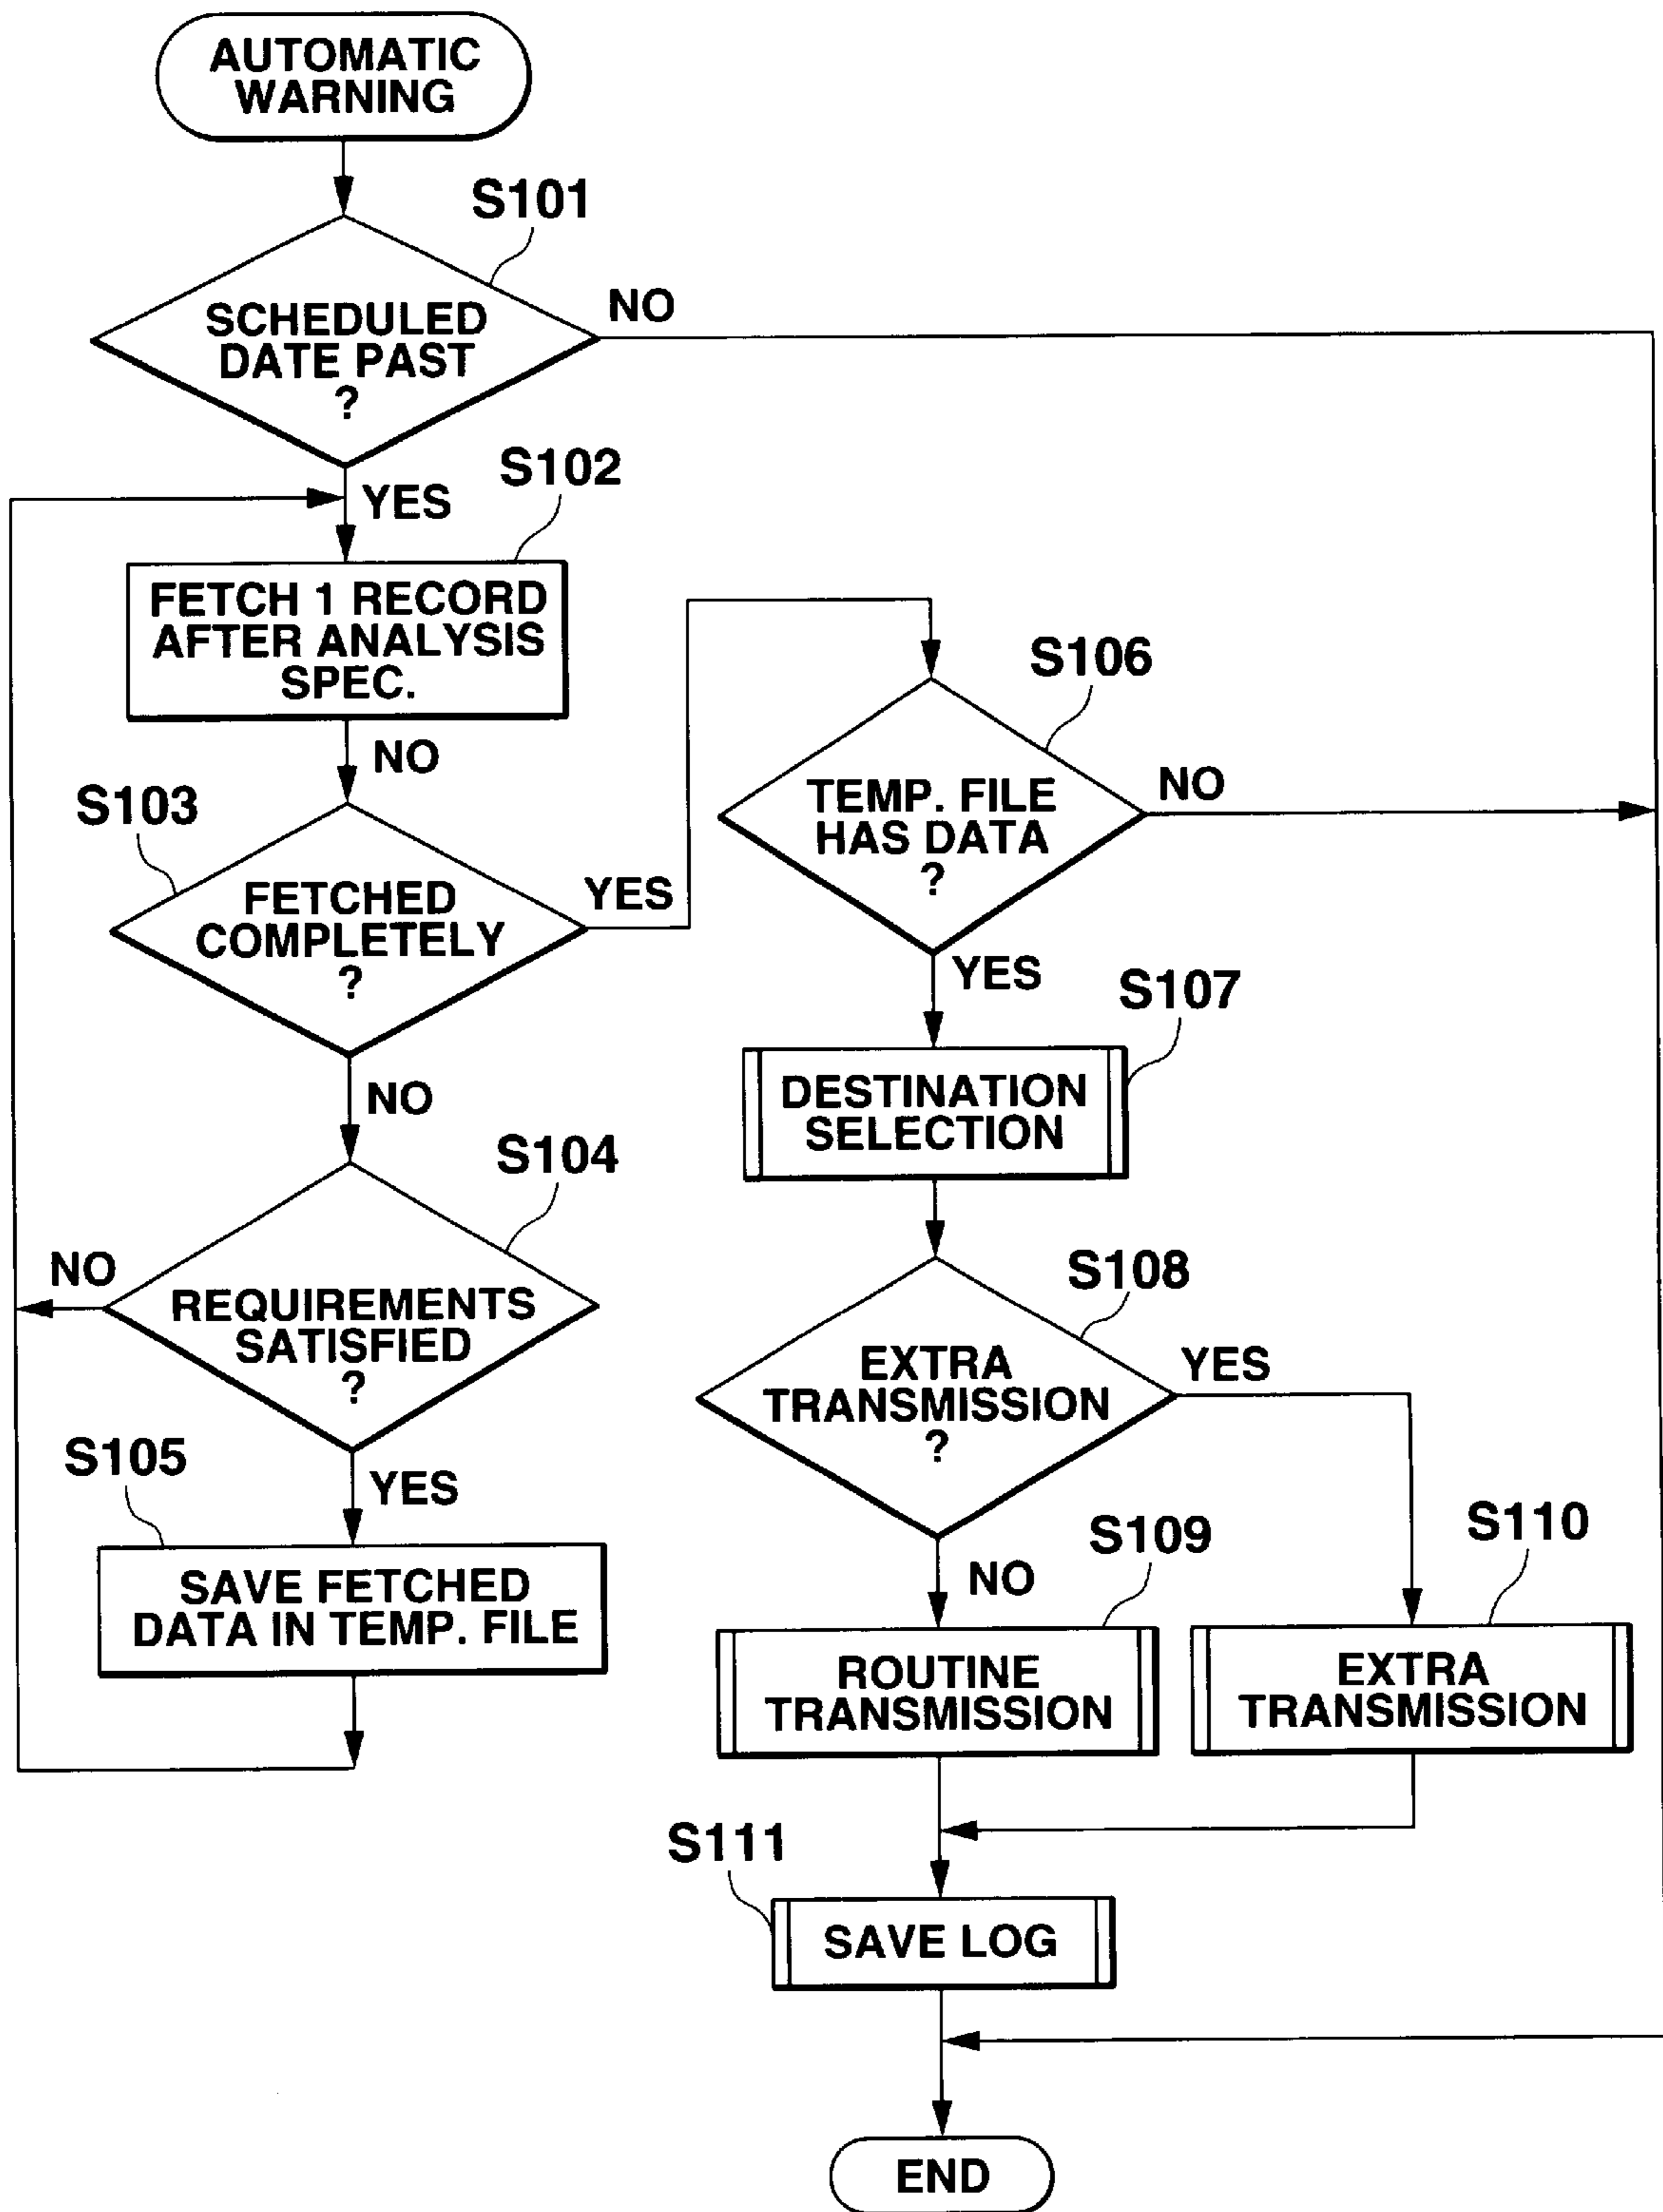 AUTOMATIC
WARNING
S101
SCHEDULED
DATE PAST
?
NO
YES
S102
FETCH 1 RECORD
AFTER ANALYSIS
SPEC.
NO
S103
FETCHED
COMPLETELY
?
YES
NO
S104
REQUIREMENTS
SATISFIED
?
NO
YES
S105
SAVE FETCHED
DATA IN TEMP. FILE
S106
TEMP. FILE
HAS DATA
?
NO
YES
S107
DESTINATION
SELECTION
S108
EXTRA
TRANSMISSION
?
YES
NO
S109
ROUTINE
TRANSMISSION
S110
EXTRA
TRANSMISSION
S111
SAVE LOG
END